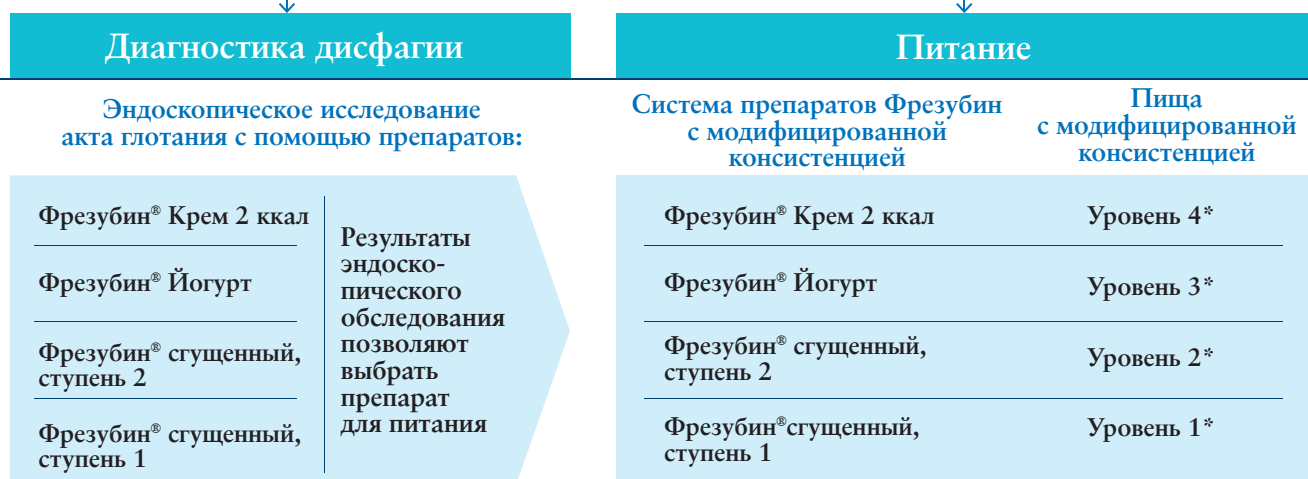 Диагностика дисфагии
Эндоскопическое исследование
акта глотания с помощью препаратов:
Фрезубин® Крем 2 ккал
Фрезубин® Йогурт
Фрезубин® сгущенный,
ступень 2
Фрезубин® сгущенный,
ступень 1
Результаты
эндоско-
пического
обследования
позволяют
выбрать
препарат
для питания
Питание
Система препаратов Фрезубин
с модифицированной
консистенцией
Пища
с модифицированной
консистенцией
Фрезубин® Крем 2 ккал
Уровень 4*
Фрезубин® Йогурт
Уровень 3*
Фрезубин® сгущенный,
ступень 2
Уровень 2*
Фрезубин®сгущенный,
ступень 1
Уровень 1*